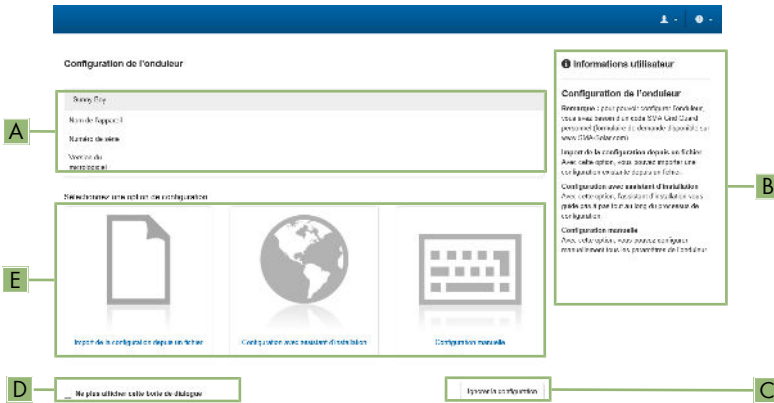 Configuration de l'onduleur
Sunny Boy
Nom de l'appareil
Numéro de série
Version du
micrologiciel
A
Sélectionnez une option de configuration
E
Import de la configuration depuis un fichier
Configuration avec assistant d'installation
Configuration manuelle
D
Ne plus afficher cette boîte de dialogue
Ignorer la configuration
C
Informations utilisateur
Configuration de l'onduleur
Remarque : pour pouvoir configurer l'onduleur,
vous avez besoin d'un code SMA Grid Guard
personnel (formulaire de demande disponible sur
www.SMA-Solar.com)
Import de la configuration depuis un fichier
Avec cette option, vous pouvez importer une
configuration existante depuis un fichier.
Configuration avec assistant d'installation
Avec cette option, l'assistant d'installation vous
guide pas à pas tout au long du processus de
configuration.
Configuration manuelle
Avec cette option, vous pouvez configurer
manuellement tous les paramètres de l'onduleur.
B